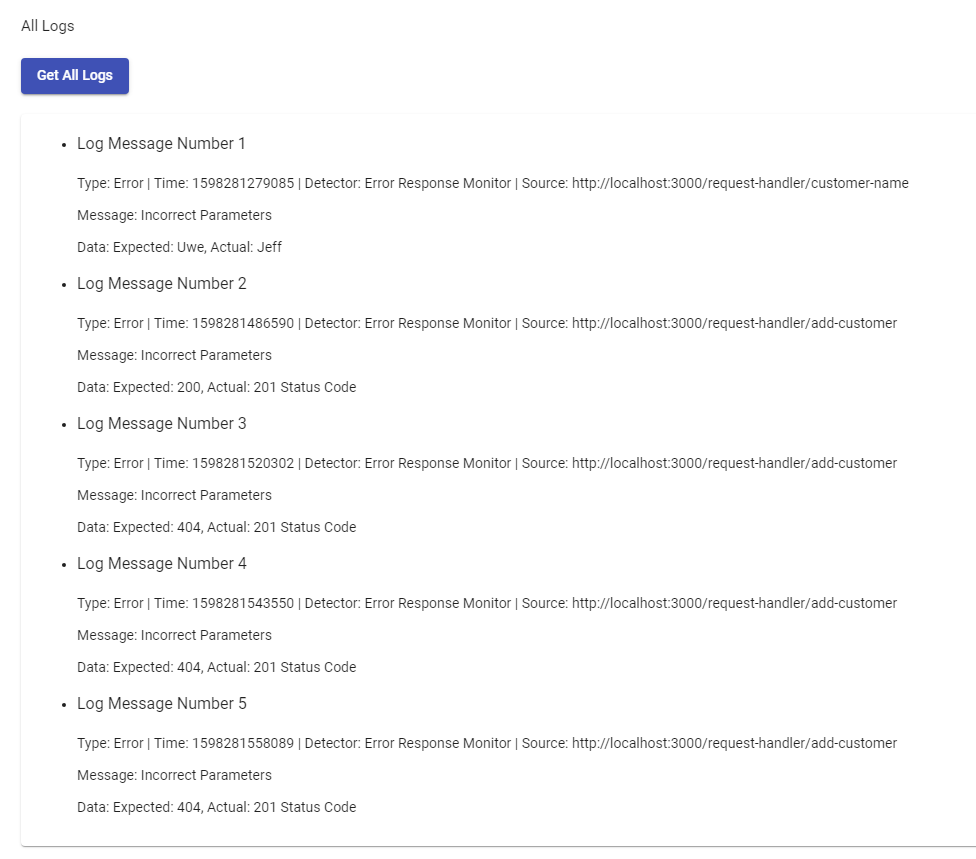 All Logs
Get All Logs
Log Message Number 1
Type: Error | Time: 1598281279085 | Detector: Error Response Monitor | Source: http://localhost:3000/request-handler/customer-name
Message: Incorrect Parameters
Data: Expected: Uwe, Actual: Jeff
Log Message Number 2
Type: Error | Time: 1598281486590 | Detector: Error Response Monitor | Source: http://localhost:3000/request-handler/add-customer
Message: Incorrect Parameters
Data: Expected: 200, Actual: 201 Status Code
Log Message Number 3
Type: Error | Time: 1598281520302 | Detector: Error Response Monitor | Source: http://localhost:3000/request-handler/add-customer
Message: Incorrect Parameters
Data: Expected: 404, Actual: 201 Status Code
Log Message Number 4
Type: Error | Time: 1598281543550 | Detector: Error Response Monitor | Source: http://localhost:3000/request-handler/add-customer
Message: Incorrect Parameters
Data: Expected: 404, Actual: 201 Status Code
Log Message Number 5
Type: Error | Time: 1598281558089 | Detector: Error Response Monitor | Source: http://localhost:3000/request-handler/add-customer
Message: Incorrect Parameters
Data: Expected: 404, Actual: 201 Status Code